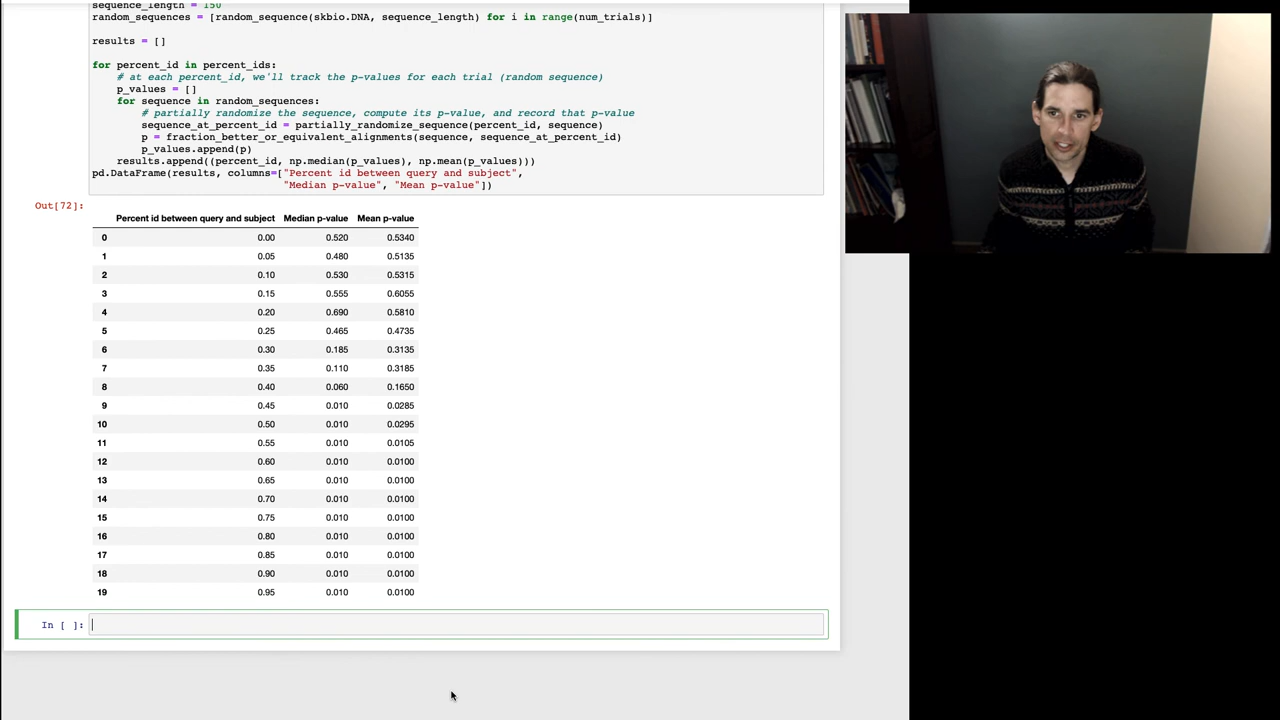 sequence_length = 150
random_sequences = [random_sequence(skbio.DNA, sequence_length) for i in range(num_trials)]
results = []
for percent_id in percent_ids:
# at each percent_id, we'll track the p-values for each trial (random sequence)
p_values = []
for sequence in random_sequences:
# partially randomize the sequence, compute its p-value, and record that p-value
sequence_at_percent_id = partially_randomize_sequence(percent_id, sequence)
p = fraction_better_or_equivalent_alignments(sequence, sequence_at_percent_id)
p_values.append(p)
results.append((percent_id, np.median(p_values), np.mean(p_values)))
pd.DataFrame(results, columns=["Percent id between query and subject",
"Median p-value", "Mean p-value"])
Out[72]:
Percent id between query and subject Median p-value Mean p-value
0 0.00 0.520 0.5340
1 0.05 0.480 0.5135
2 0.10 0.530 0.5315
3 0.15 0.555 0.6055
4 0.20 0.690 0.5810
5 0.25 0.465 0.4735
6 0.30 0.185 0.3135
7 0.35 0.110 0.3185
8 0.40 0.060 0.1650
9 0.45 0.010 0.0285
10 0.50 0.010 0.0295
11 0.55 0.010 0.0105
12 0.60 0.010 0.0100
13 0.65 0.010 0.0100
14 0.70 0.010 0.0100
15 0.75 0.010 0.0100
16 0.80 0.010 0.0100
17 0.85 0.010 0.0100
18 0.90 0.010 0.0100
19 0.95 0.010 0.0100
In [ ]: